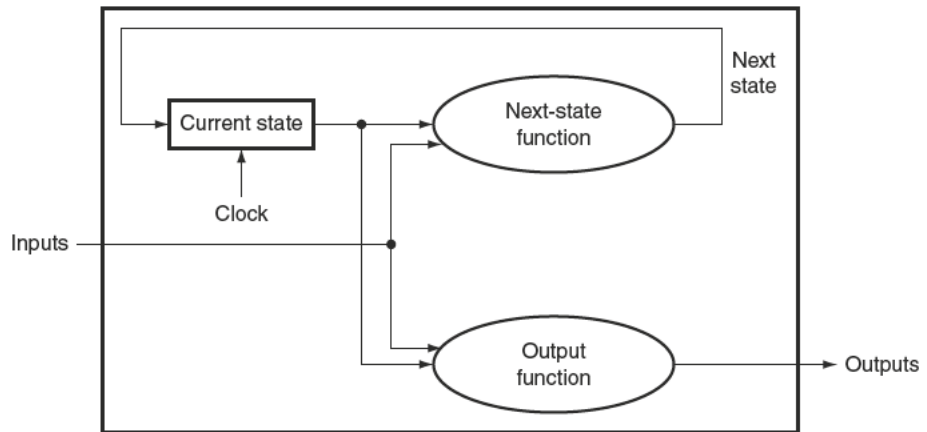 Next
state
Next-state
function
Current state
Clock
Inputs
Output
function
Outputs